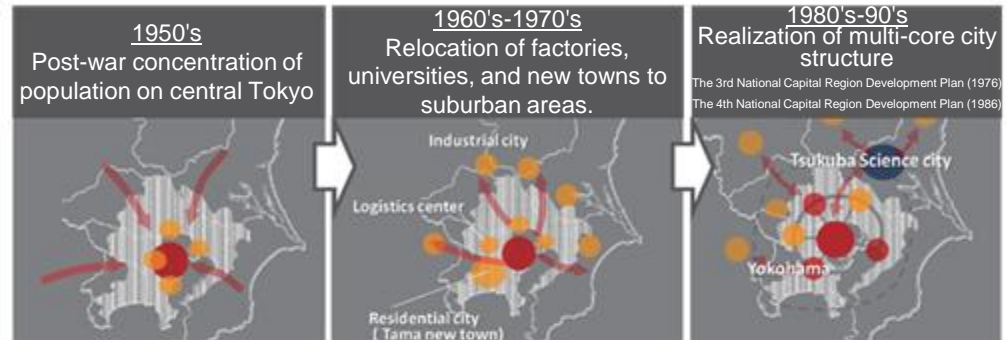 1950's
Post-war concentration of
population on central Tokyo
1960's-1970's
Relocation of factories,
universities, and new towns to
suburban areas.
Industrial city
Logistics center
Residential city
( Tama new town)
1980's-90's
Realization of multi-core city
structure
The 3rd National Capital Region Development Plan (1976)
The 4th National Capital Region Development Plan (1986)
Tsukuba Science city
Yokohama